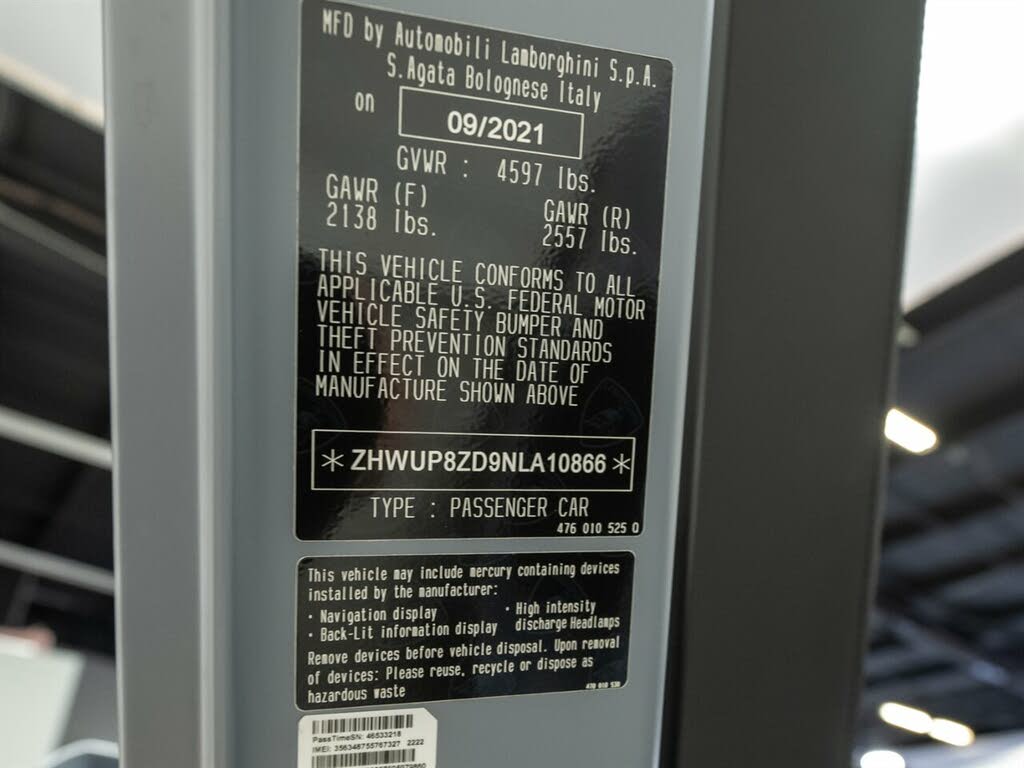 MFD by Automobili Lamborghini S.p.A.
S.Agata Bolognese Italy
on 09/2021
GVWR : 4597 lbs.
GAWR (F) GAWR (R)
2138 lbs. 2557 lbs.
THIS VEHICLE CONFORMS TO ALL
APPLICABLE U.S. FEDERAL MOTOR
VEHICLE SAFETY BUMPER AND
THEFT PREVENTION STANDARDS
IN EFFECT ON THE DATE OF
MANUFACTURE SHOWN ABOVE
*ZHWUP8ZD9NLA10866*
TYPE : PASSENGER CAR
476 010 525 Q
This vehicle may include mercury containing devices
installed by the manufacturer:
· Navigation display · High intensity
· Back-Lit information display discharge Headlamps
Remove devices before vehicle disposal. Upon removal
of devices: Please reuse, recycle or dispose as
hazardous waste
470 010 530
PassTimeSN: 46533218
IMEI: 356346755767327 2222